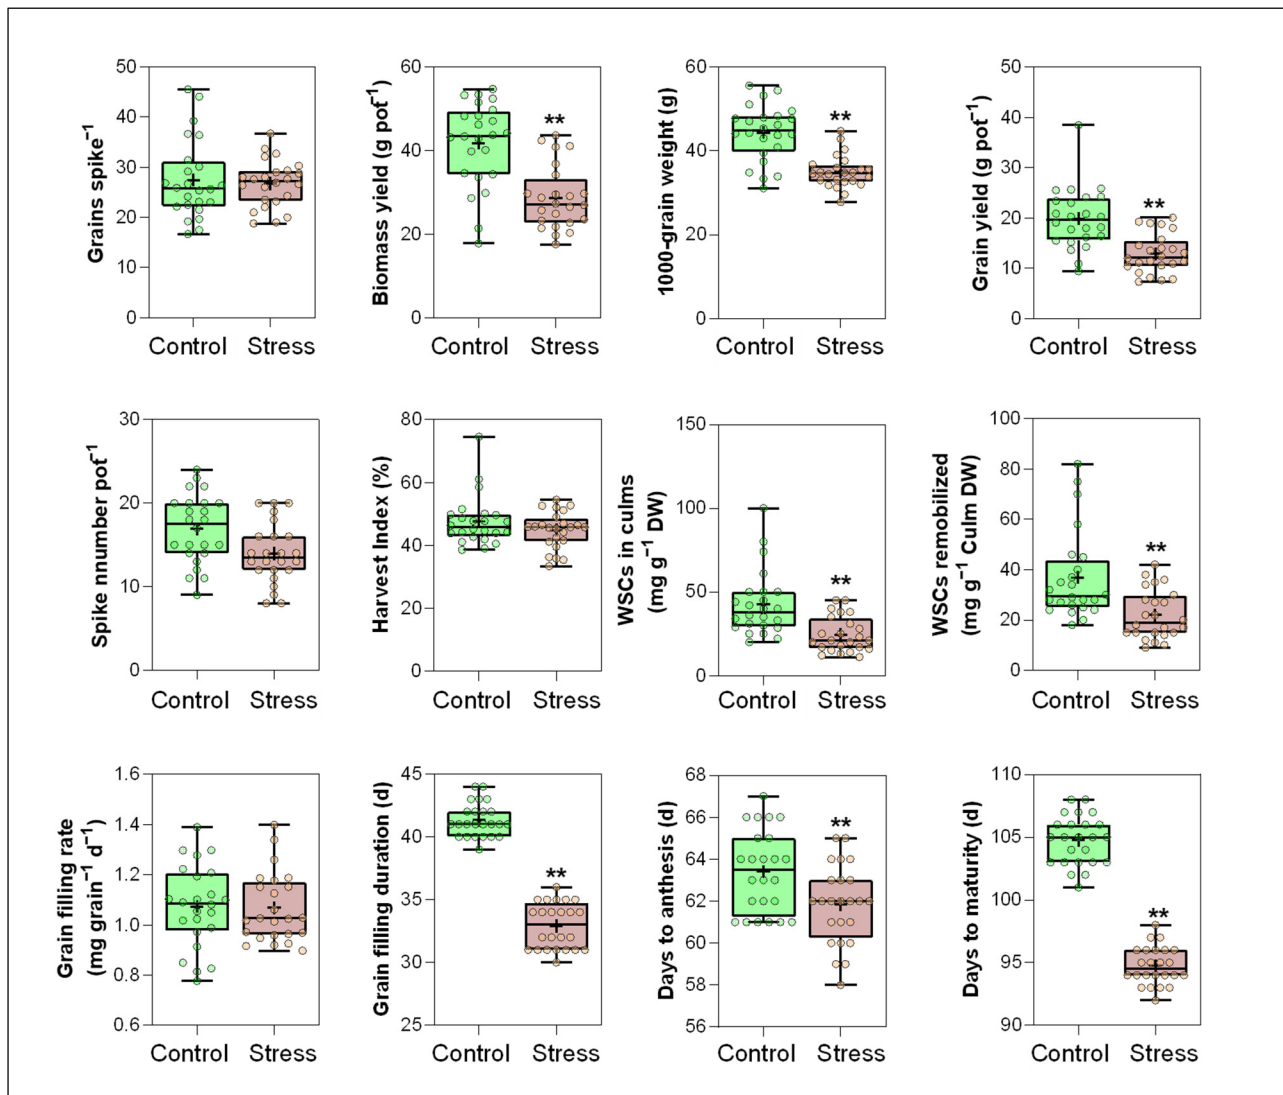 Grains spike⁻¹
50
40
30
20
10
0
Control Stress
Biomass yield (g pot⁻¹)
60
40
20
0
**
Control Stress
1000-grain weight (g)
60
40
20
0
**
Control Stress
Grain yield (g pot⁻¹)
50
40
30
20
10
0
**
Control Stress
Spike nnumber pot⁻¹
30
20
10
0
Control Stress
Harvest Index (%)
80
60
40
20
0
Control Stress
WSCs in culms
(mg g⁻¹ DW)
150
100
50
0
**
Control Stress
WSCs remobilized
(mg g⁻¹ Culm DW)
100
80
60
40
20
0
**
Control Stress
Grain filling rate
(mg grain⁻¹ d⁻¹)
1.6
1.4
1.2
1.0
0.8
0.6
Control Stress
Grain filling duration (d)
45
40
35
30
25
**
Control Stress
Days to anthesis (d)
68
66
64
62
60
58
56
**
Control Stress
Days to maturity (d)
110
105
100
95
90
**
Control Stress